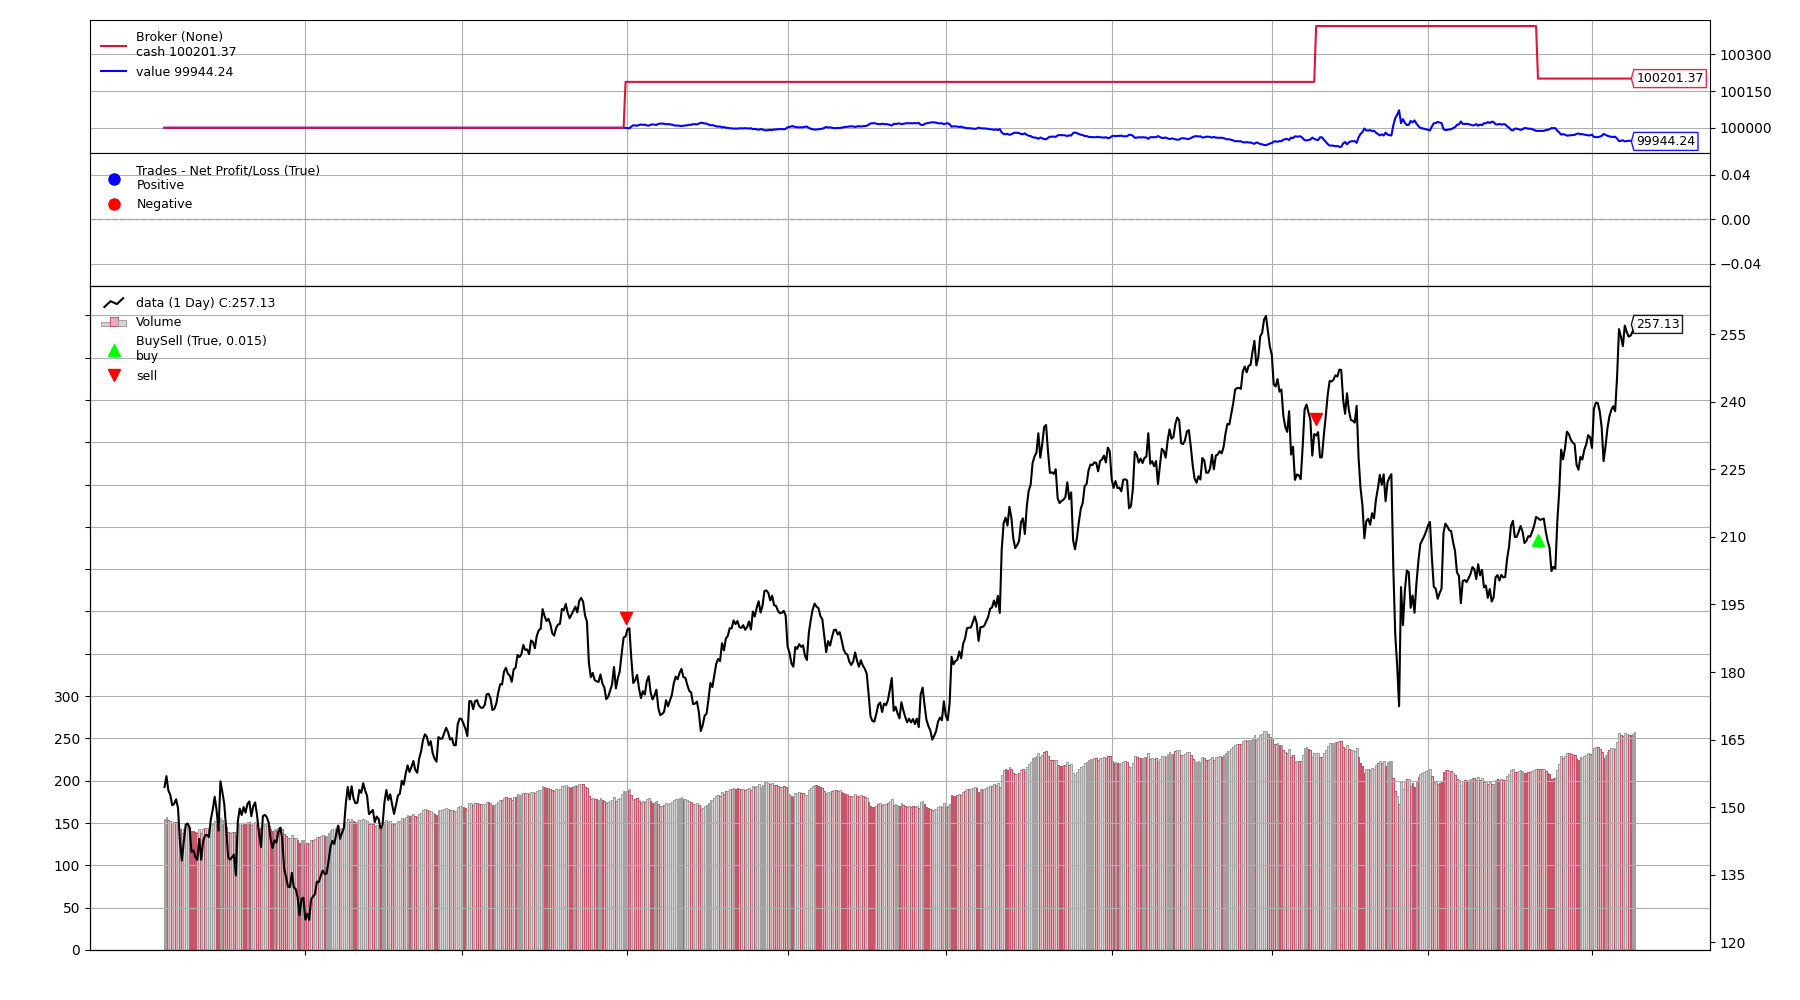 Broker (None)
cash 100201.37
value 99944.24
100300
100201.37
100150
100000
99944.24
Trades - Net Profit/Loss (True)
Positive
Negative
0.04
0.00
−0.04
data (1 Day) C:257.13
Volume
BuySell (True, 0.015)
buy
sell
257.13
255
240
225
210
195
180
165
150
135
120
300
250
200
150
100
50
0